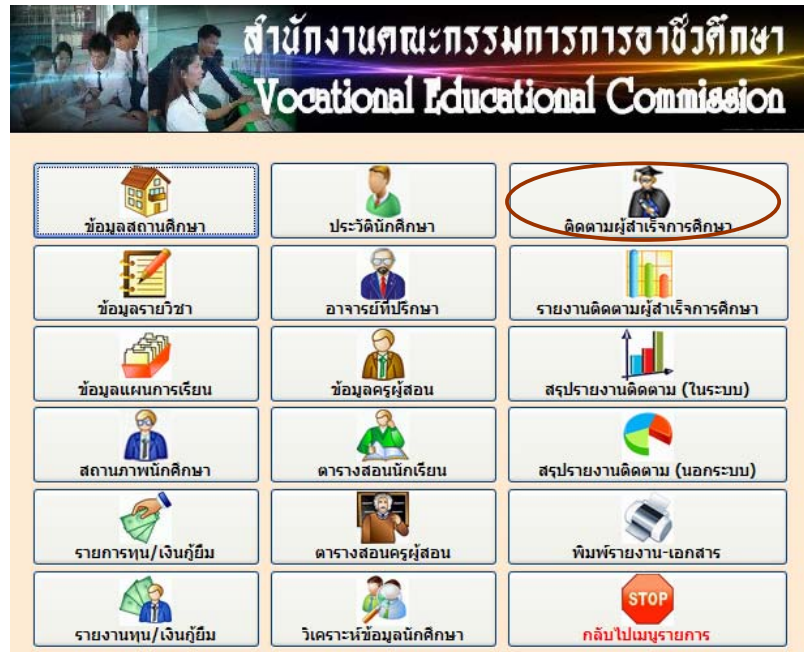 สำนักงานคณะกรรมการการอาชีวศึกษา
Vocational Educational Commission
ข้อมูลสถานศึกษา
ประวัตินักศึกษา
ติดตามผู้สำเร็จการศึกษา
ข้อมูลรายวิชา
อาจารย์ที่ปรึกษา
รายงานติดตามผู้สำเร็จการศึกษา
ข้อมูลแผนการเรียน
ข้อมูลครูผู้สอน
สรุปรายงานติดตาม (ในระบบ)
สถานภาพนักศึกษา
ตารางสอนนักเรียน
สรุปรายงานติดตาม (นอกระบบ)
รายการทุน/เงินกู้ยืม
ตารางสอนครูผู้สอน
พิมพ์รายงาน-เอกสาร
รายงานทุน/เงินกู้ยืม
วิเคราะห์ข้อมูลนักศึกษา
STOP
กลับไปเมนูรายการ